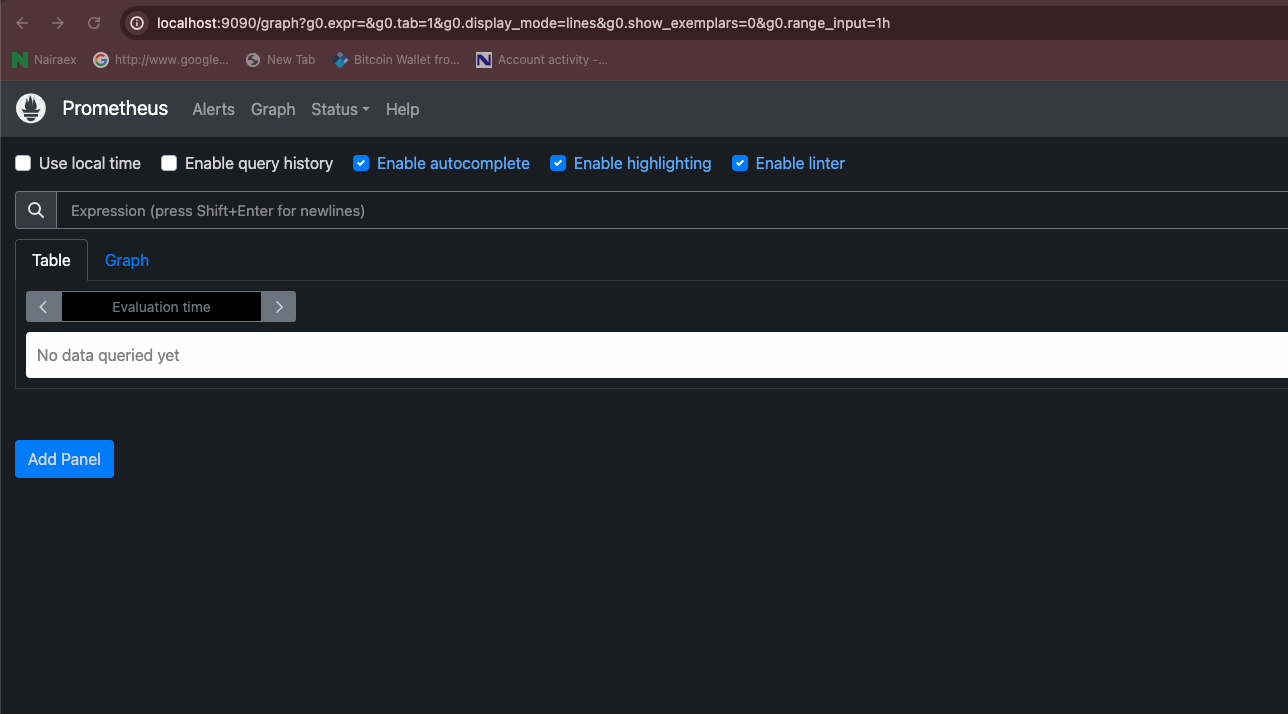 localhost:9090/graph?g0.expr=&g0.tab=1&g0.display_mode=lines&g0.show_exemplars=0&g0.range_input=1h
Nairaex http://www.google... New Tab Bitcoin Wallet fro... Account activity -...
Prometheus Alerts Graph Status Help
Use local time Enable query history Enable autocomplete Enable highlighting Enable linter
Expression (press Shift+Enter for newlines)
Table Graph
Evaluation time
No data queried yet
Add Panel